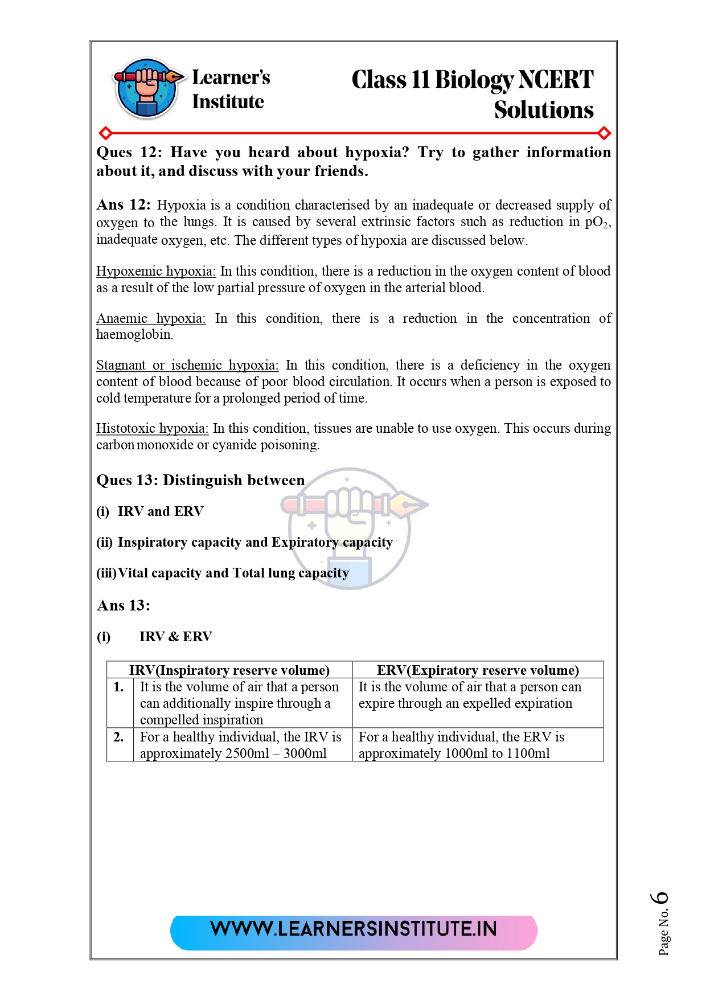 Learner's
Institute
Class 11 Biology NCERT
Solutions
Ques 12: Have you heard about hypoxia? Try to gather information
about it, and discuss with your friends.
Ans 12: Hypoxia is a condition characterised by an inadequate or decreased supply of
oxygen to the lungs. It is caused by several extrinsic factors such as reduction in pO₂,
inadequate oxygen, etc. The different types of hypoxia are discussed below.
Hypoxemic hypoxia: In this condition, there is a reduction in the oxygen content of blood
as a result of the low partial pressure of oxygen in the arterial blood.
Anaemic hypoxia: In this condition, there is a reduction in the concentration of
haemoglobin.
Stagnant or ischemic hypoxia: In this condition, there is a deficiency in the oxygen
content of blood because of poor blood circulation. It occurs when a person is exposed to
cold temperature for a prolonged period of time.
Histotoxic hypoxia: In this condition, tissues are unable to use oxygen. This occurs during
carbon monoxide or cyanide poisoning.
Ques 13: Distinguish between
(i) IRV and ERV
(ii) Inspiratory capacity and Expiratory capacity
(iii) Vital capacity and Total lung capacity
Ans 13:
(i) IRV & ERV
IRV(Inspiratory reserve volume) ERV(Expiratory reserve volume)
1. It is the volume of air that a person It is the volume of air that a person can
can additionally inspire through a expire through an expelled expiration
compelled inspiration
2. For a healthy individual, the IRV is For a healthy individual, the ERV is
approximately 2500ml – 3000ml approximately 1000ml to 1100ml
WWW.LEARNERSINSTITUTE.IN
Page No. 6